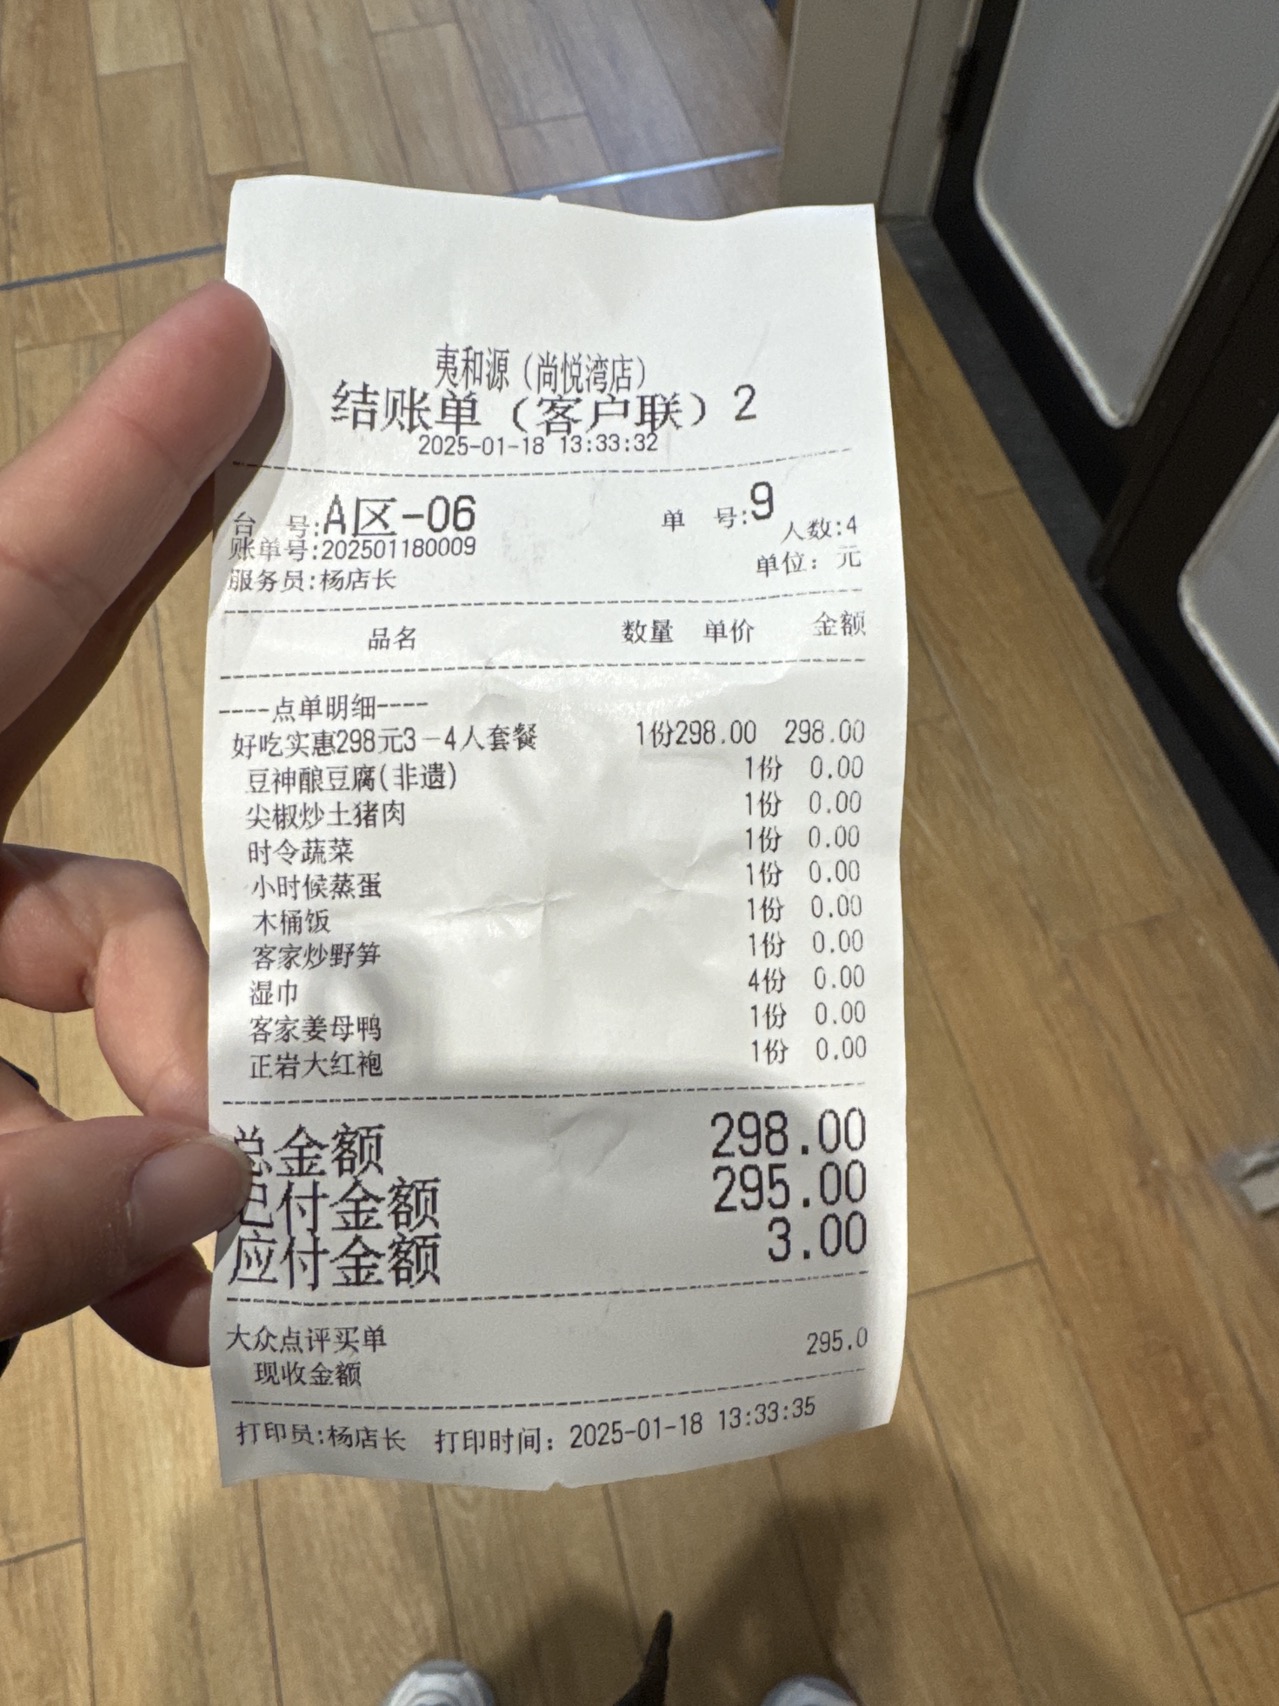 夷和源（尚悦湾店）
结账单（客户联）2
2025-01-18 13:33:32
台 号:A区-06 单 号:9
人数:4
账单号:202501180009
单位：元
服务员:杨店长
品名 数量 单价 金额
----点单明细----
好吃实惠298元3－4人套餐 1份298.00 298.00
豆神酿豆腐(非遗) 1份 0.00
尖椒炒土猪肉 1份 0.00
时令蔬菜 1份 0.00
小时候蒸蛋 1份 0.00
木桶饭 1份 0.00
客家炒野笋 1份 0.00
湿巾 4份 0.00
客家姜母鸭 1份 0.00
正岩大红袍 1份 0.00
总金额 298.00
已付金额 295.00
应付金额 3.00
大众点评买单 295.0
现收金额
打印员:杨店长 打印时间：2025-01-18 13:33:35